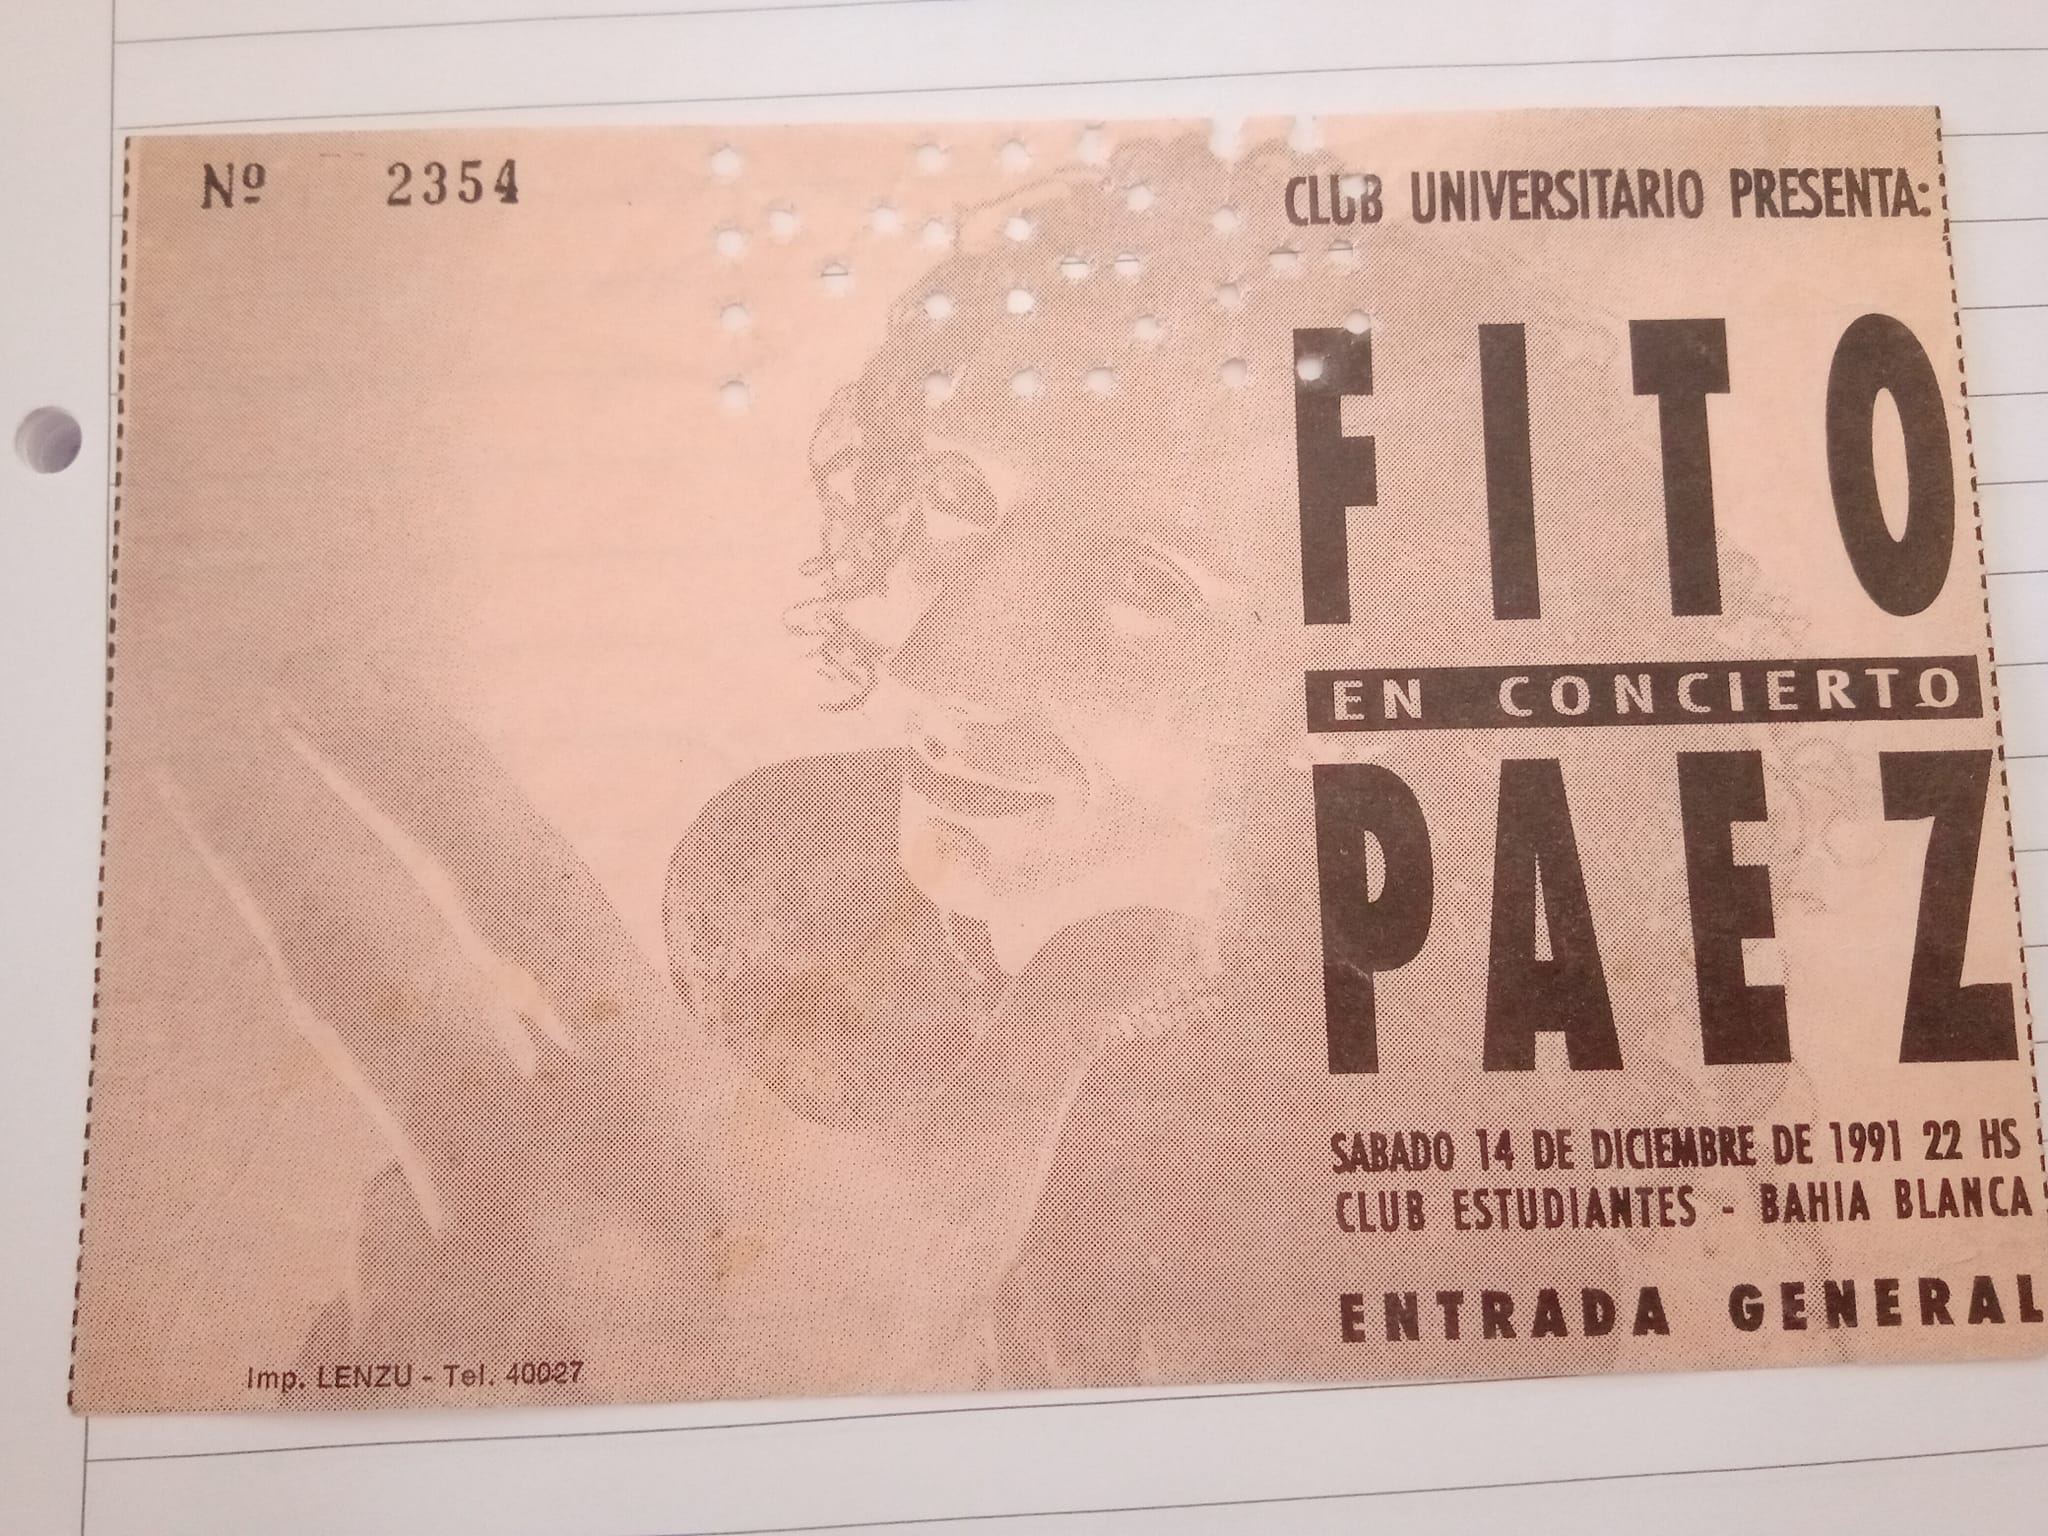 Nº 2354
CLUB UNIVERSITARIO PRESENTA:
FITO
EN CONCIERTO
PAEZ
SABADO 14 DE DICIEMBRE DE 1991 22 HS
CLUB ESTUDIANTES - BAHIA BLANCA
ENTRADA GENERAL
Imp. LENZU - Tel. 40027